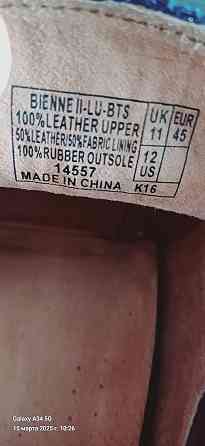 BIENNE II-LU-BTS
100% LEATHER UPPER
50% LEATHER/50% FABRIC LINING
100% RUBBER OUTSOLE
14557
MADE IN CHINA
UK EUR
11 45
12
US
K16
Galaxy A34 5G
15 марта 2025 г. 10:26